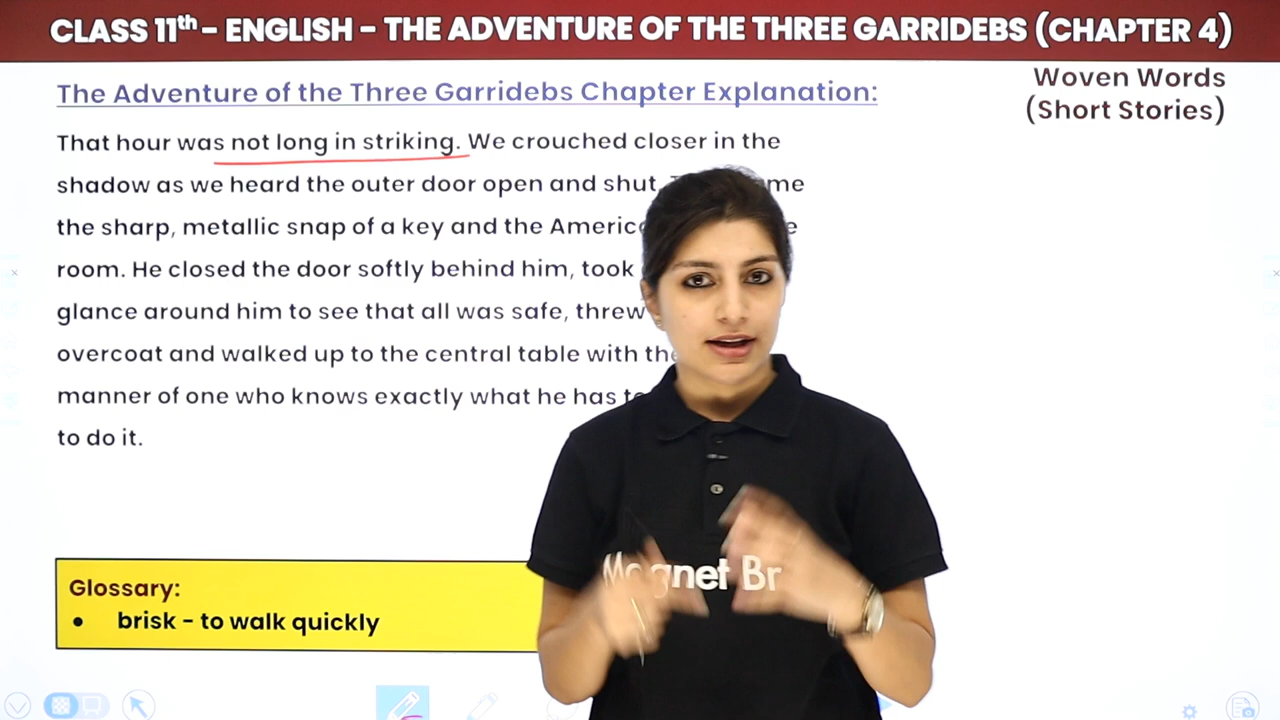 CLASS 11th - ENGLISH - THE ADVENTURE OF THE THREE GARRIDEBS (CHAPTER 4)
Woven Words
(Short Stories)
The Adventure of the Three Garridebs Chapter Explanation:
That hour was not long in striking. We crouched closer in the
shadow as we heard the outer door open and shut.
the sharp, metallic snap of a key and the
room. He closed the door softly behind him, took
glance around him to see that all was safe, threw
overcoat and walked up to the central table with
manner of one who knows exactly what he has
to do it.
Glossary:
• brisk - to walk quickly
Magnet Br